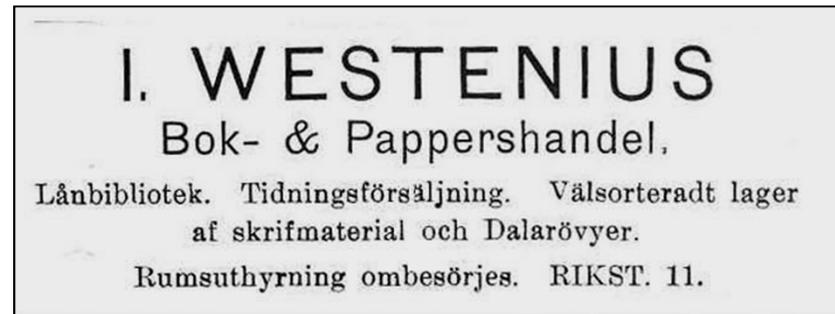 I. WESTENIUS
Bok- & Pappershandel.
Lånbibliotek. Tidningsförsäljning. Välsorteradt lager
af skrifmaterial och Dalarövyer.
Rumsuthyrning ombesörjes. RIKST. 11.